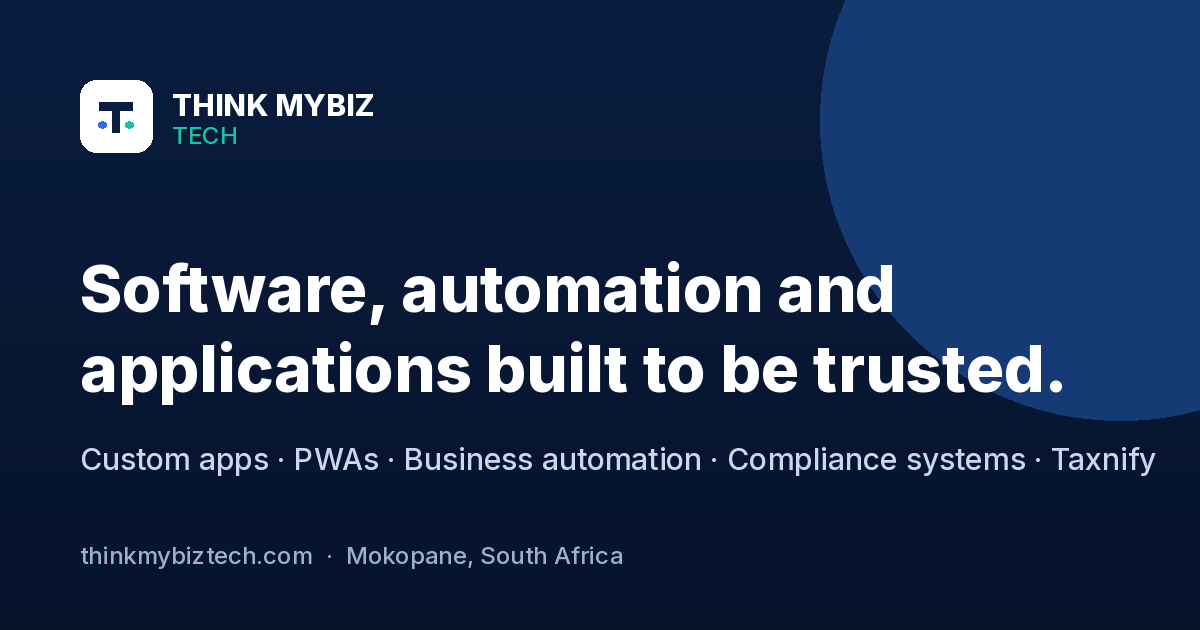 T
THINK MYBIZ
TECH
Software, automation and
applications built to be trusted.
Custom apps · PWAs · Business automation · Compliance systems · Taxnify
thinkmybiztech.com · Mokopane, South Africa